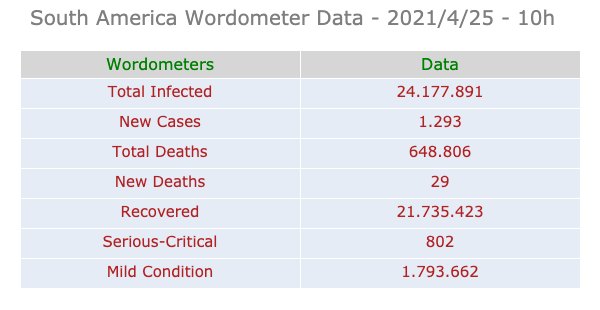 South America Wordometer Data - 2021/4/25 - 10h
Wordometers Data
Total Infected 24.177.891
New Cases 1.293
Total Deaths 648.806
New Deaths 29
Recovered 21.735.423
Serious-Critical 802
Mild Condition 1.793.662